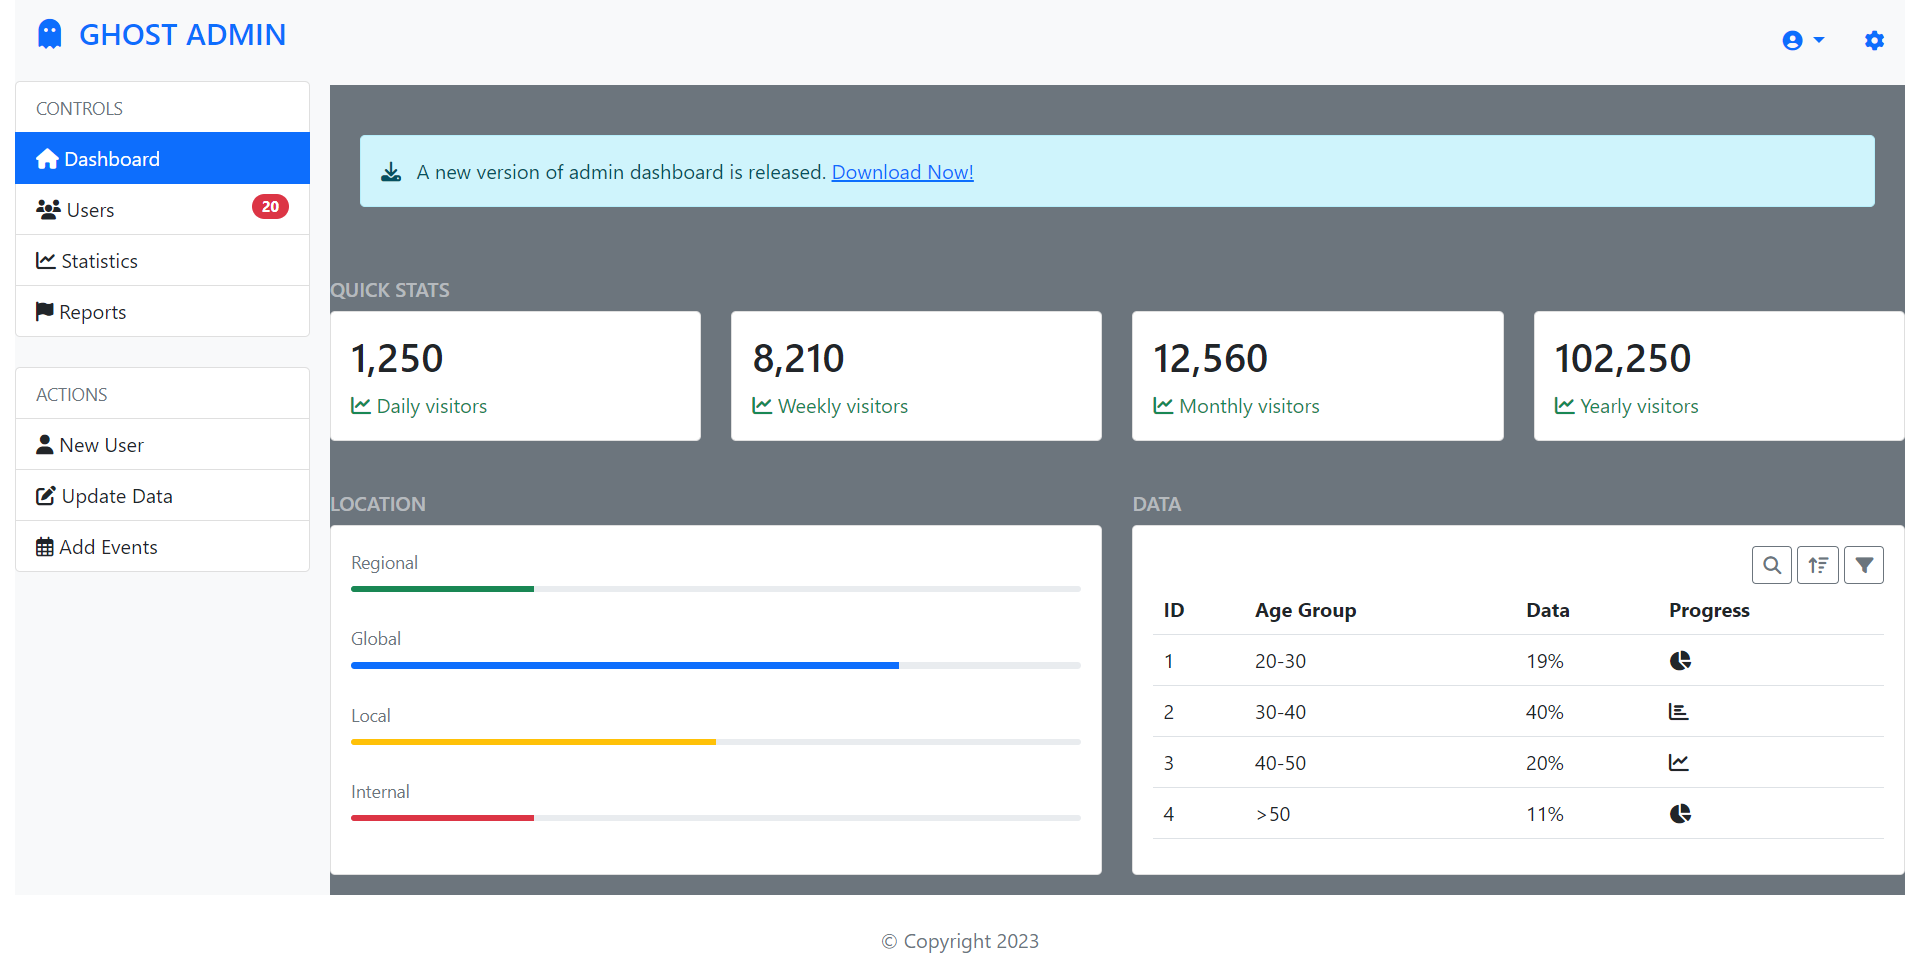 GHOST ADMIN
CONTROLS
Dashboard
Users 20
Statistics
Reports
ACTIONS
New User
Update Data
Add Events
A new version of admin dashboard is released. Download Now!
QUICK STATS
1,250
Daily visitors
8,210
Weekly visitors
12,560
Monthly visitors
102,250
Yearly visitors
LOCATION
Regional
Global
Local
Internal
DATA
ID Age Group Data Progress
1 20-30 19%
2 30-40 40%
3 40-50 20%
4 >50 11%
© Copyright 2023